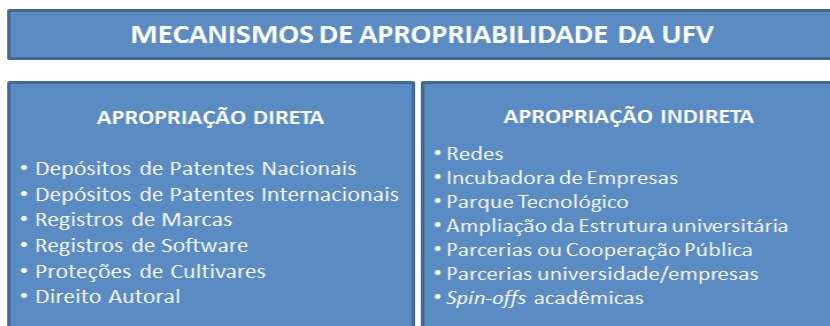 MECANISMOS DE APROPRIABILIDADE DA UFV
APROPRIAÇÃO DIRETA
• Depósitos de Patentes Nacionais
• Depósitos de Patentes Internacionais
• Registros de Marcas
• Registros de Software
• Proteções de Cultivares
• Direito Autoral
APROPRIAÇÃO INDIRETA
• Redes
• Incubadora de Empresas
• Parque Tecnológico
• Ampliação da Estrutura universitária
• Parcerias ou Cooperação Pública
• Parcerias universidade/empresas
• Spin-offs acadêmicas